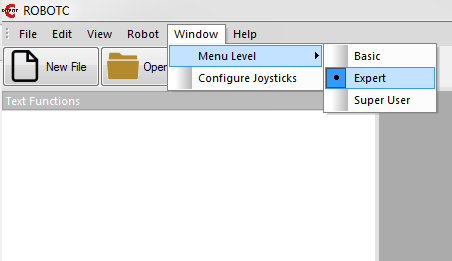 ROBOTC
File Edit View Robot Window Help
New File Open
Menu Level
Configure Joysticks
Basic
Expert
Super User
Text Functions